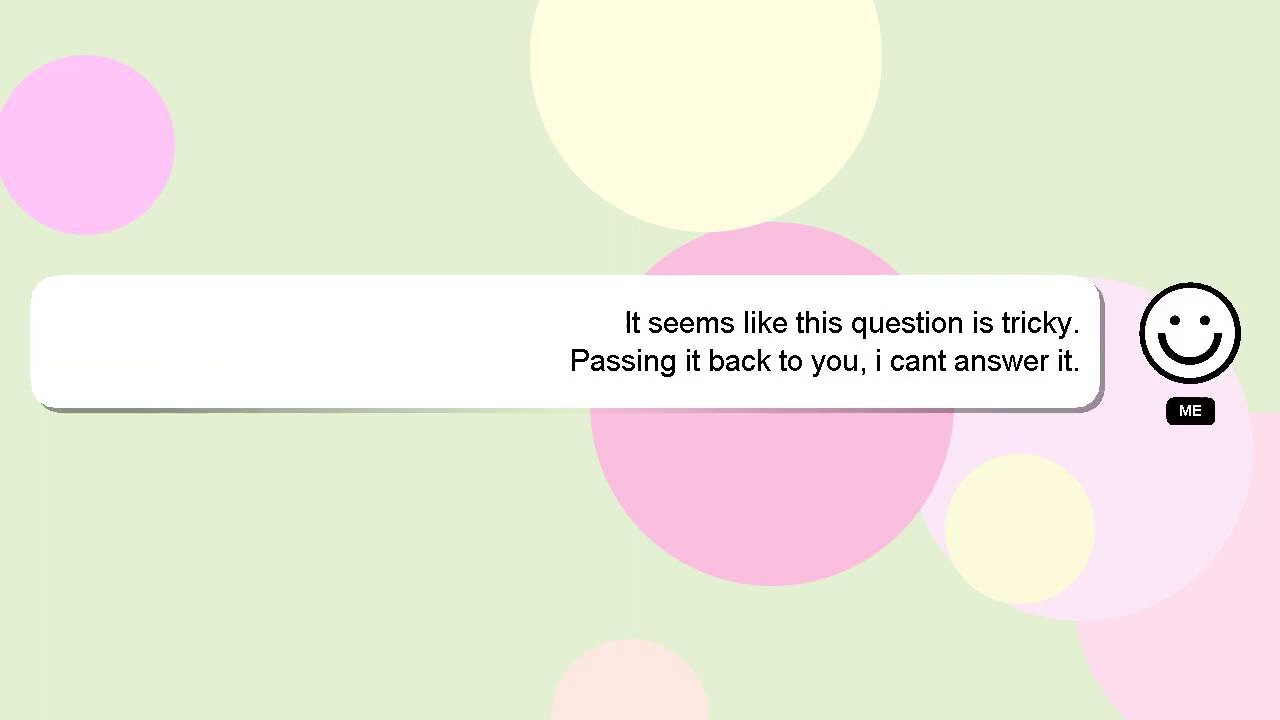 It seems like this question is tricky.
Passing it back to you, i cant answer it.
ME